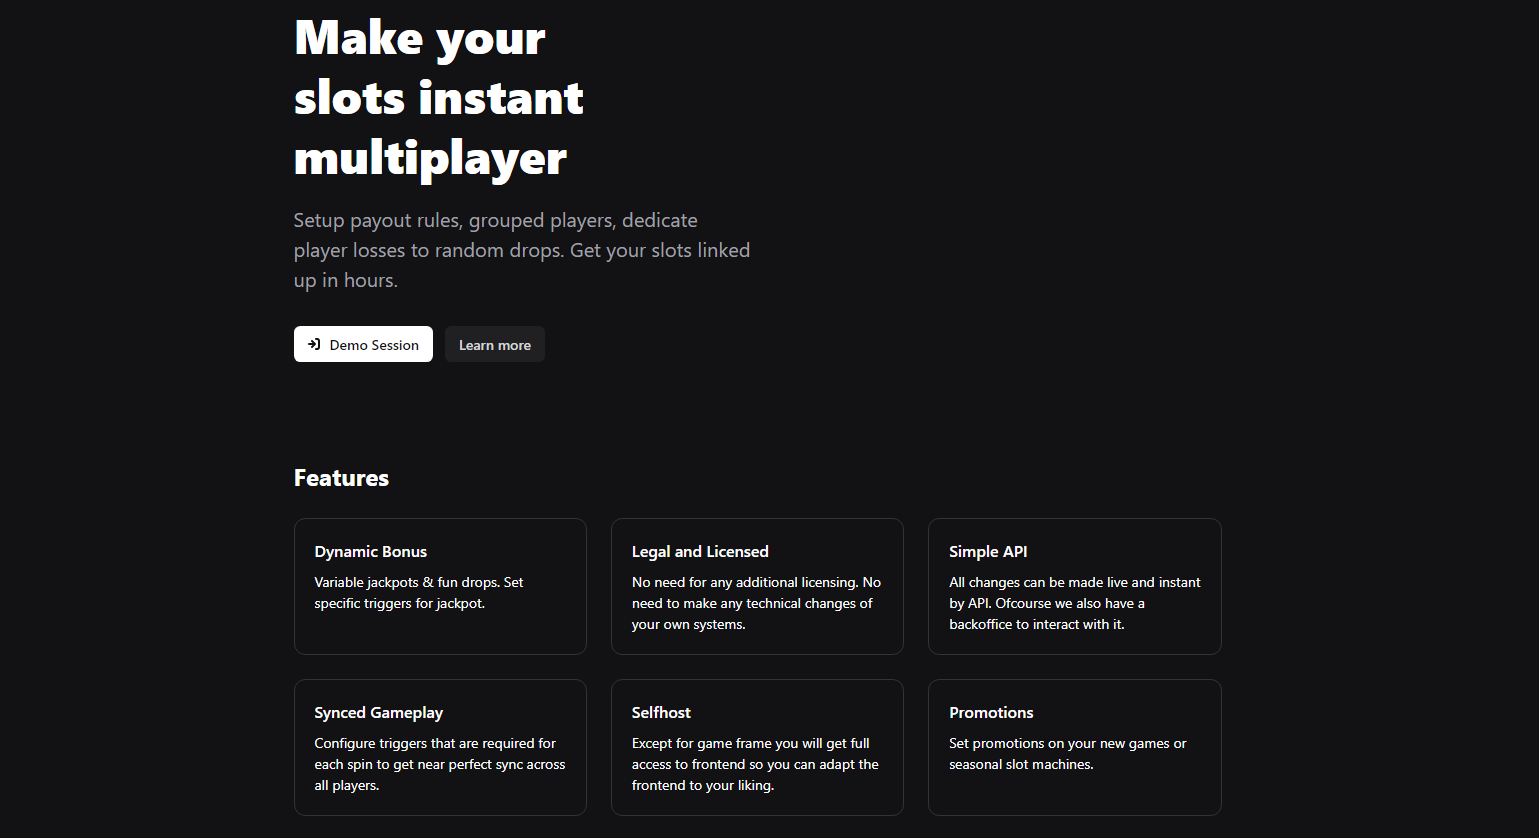 Make your
slots instant
multiplayer
Setup payout rules, grouped players, dedicate
player losses to random drops. Get your slots linked
up in hours.
Demo Session
Learn more
Features
Dynamic Bonus
Variable jackpots & fun drops. Set
specific triggers for jackpot.
Legal and Licensed
No need for any additional licensing. No
need to make any technical changes of
your own systems.
Simple API
All changes can be made live and instant
by API. Ofcourse we also have a
backoffice to interact with it.
Synced Gameplay
Configure triggers that are required for
each spin to get near perfect sync across
all players.
Selfhost
Except for game frame you will get full
access to frontend so you can adapt the
frontend to your liking.
Promotions
Set promotions on your new games or
seasonal slot machines.